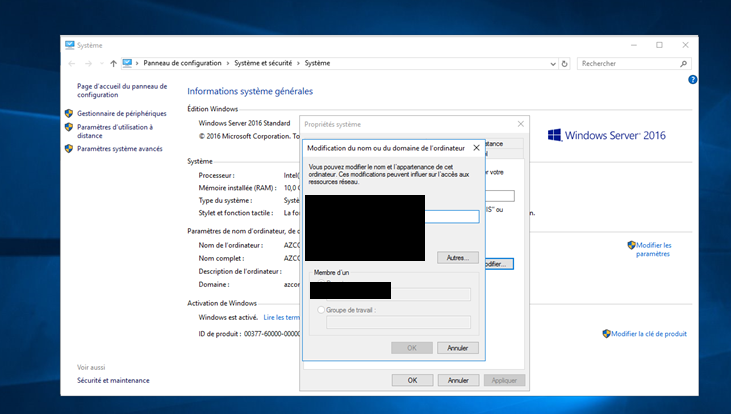 Système
Panneau de configuration > Système et sécurité > Système
Rechercher
Page d'accueil du panneau de
configuration
Gestionnaire de périphériques
Paramètres d'utilisation à
distance
Paramètres système avancés
Voir aussi
Sécurité et maintenance
Informations système générales
Édition Windows
Windows Server 2016 Standard
© 2016 Microsoft Corporation. To
Windows Server 2016
Système
Processeur :
Intel(
Mémoire installée (RAM) :
10,0 G
Type du système :
Systè
Stylet et fonction tactile :
La fo
n.
Paramètres de nom d'ordinateur, de
Nom de l'ordinateur :
AZCO
Nom complet :
AZCO
Description de l'ordinateur :
Domaine :
azcor
Modifier les
paramètres
Activation de Windows
Windows est activé.
Lire les term
ID de produit : 00377-60000-00000
Modifier la clé de produit
Propriétés système
stance
r votre
IS" ou
odifier...
OK
Annuler
Appliquer
Modification du nom ou du domaine de l'ordinateur
Vous pouvez modifier le nom et l'appartenance de cet
ordinateur. Ces modifications peuvent influer sur l'accès aux
ressources réseau.
Autres...
Membre d'un
Groupe de travail :
OK
Annuler